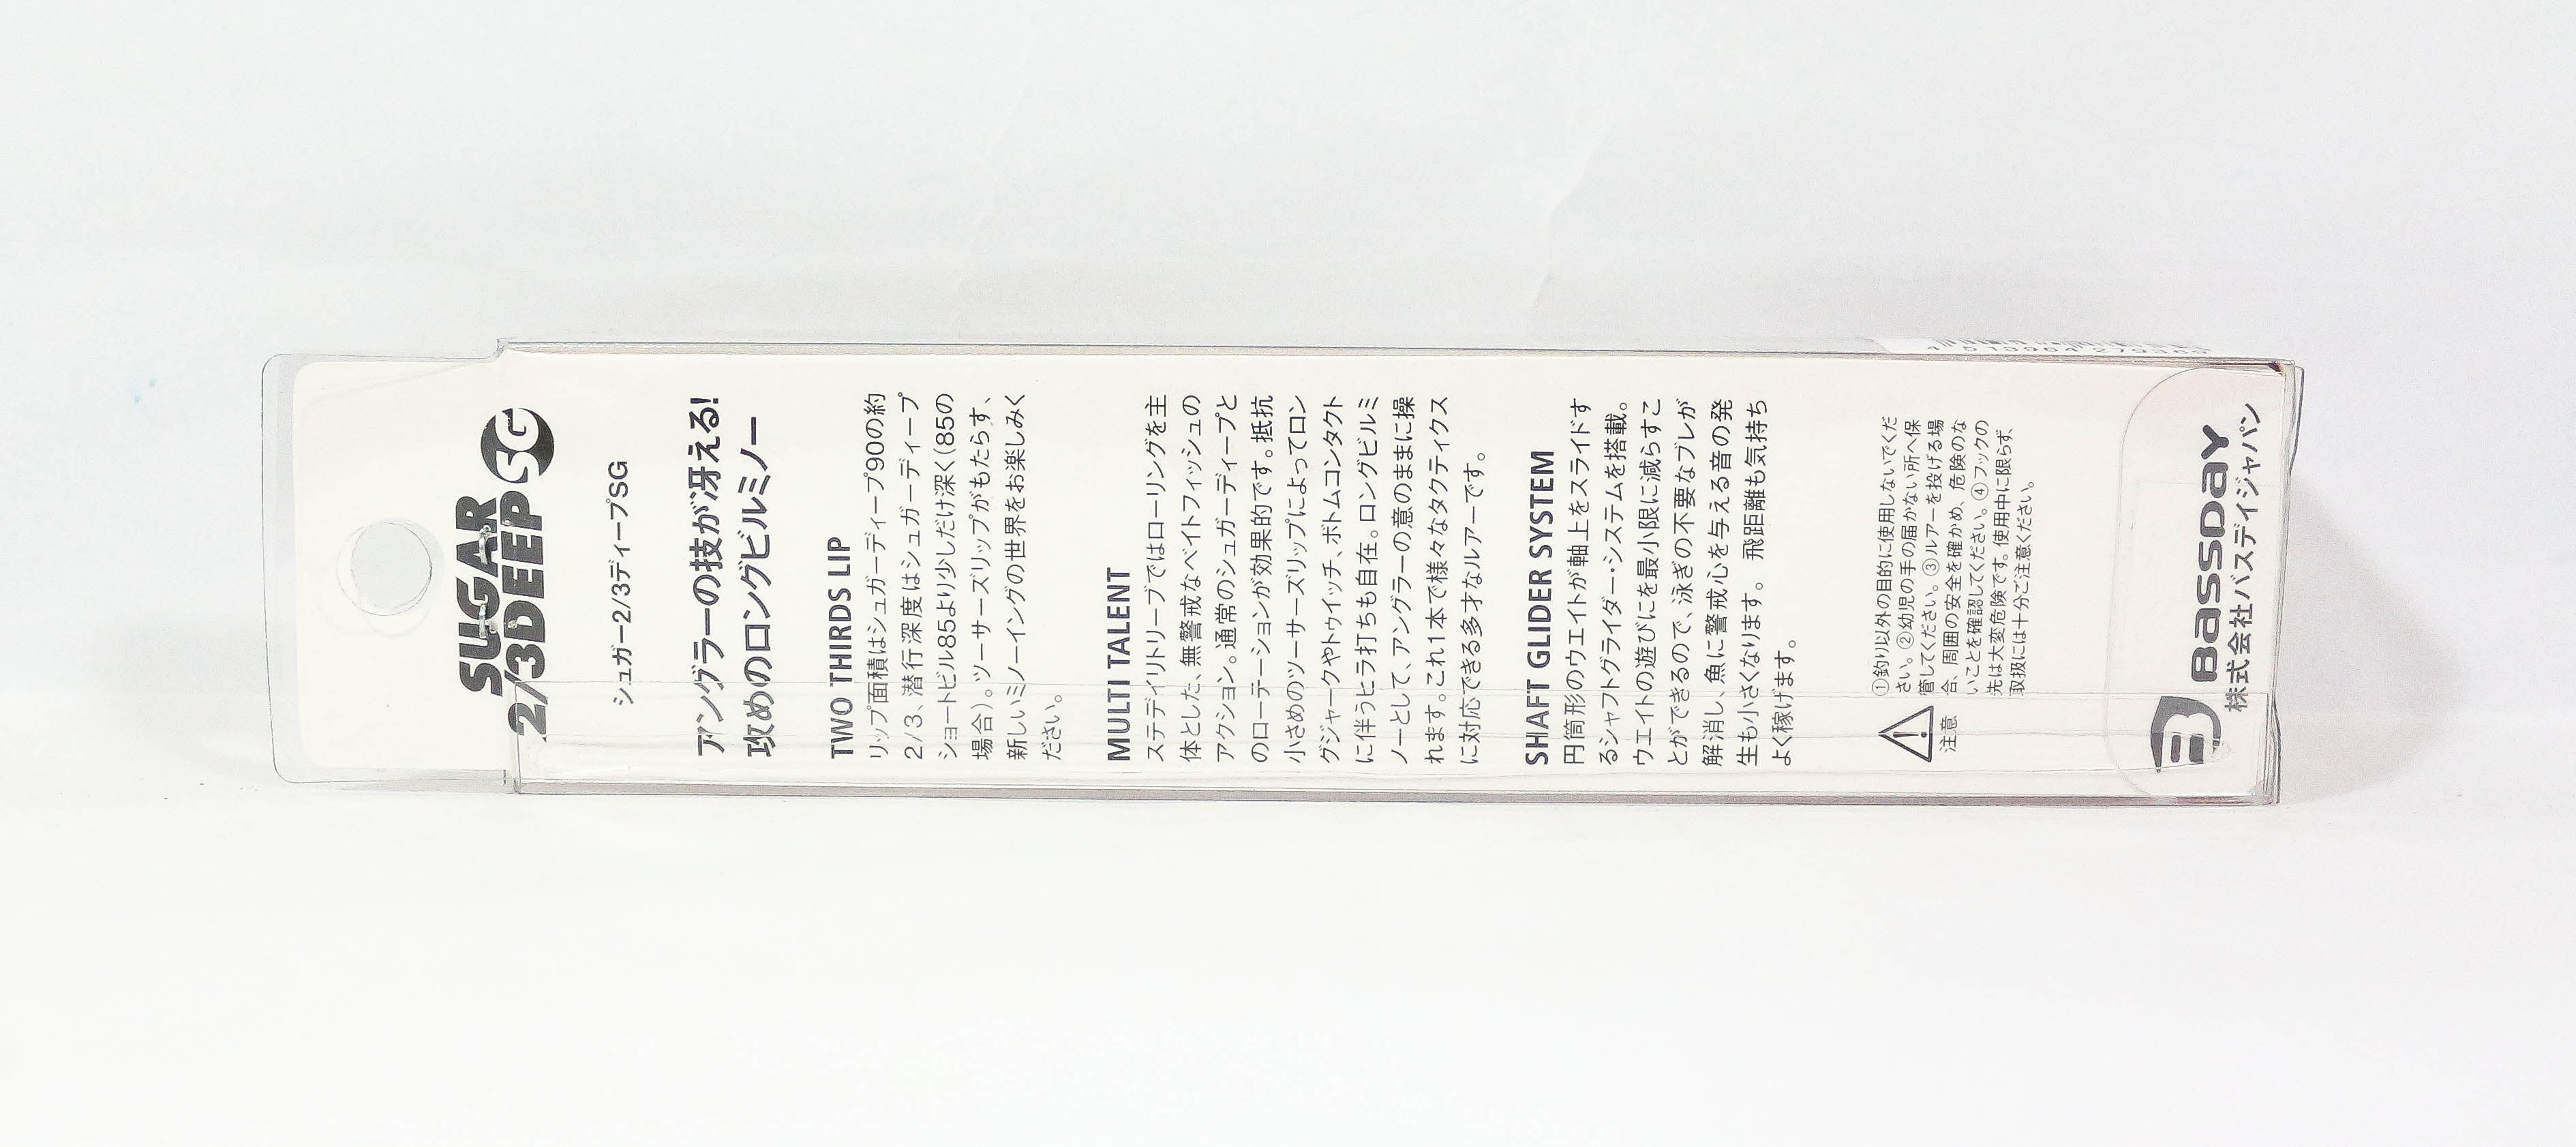 SUGAR
2/3DEEP SG
シュガー2/3ディープSG
アングラーの技が冴える!
攻めのロングビルミノー
TWO THIRDS LIP
リップ面積はシュガーディープ90の約
2/3、潜行深度はシュガーディープ
ショートビル85より少しだけ深く(85の
場合)。ツーサーズリップがもたらす、
新しいミノーイングの世界をお楽しみく
ださい。
MULTI TALENT
ステディリトリーブではローリングを主
体とした、無警戒なベイトフィッシュの
アクション。通常のシュガーディープと
のローテーションが効果的です。抵抗
小さめのツーサーズリップによってロン
グジャークやトゥイッチ、ボトムコンタクト
に伴うヒラ打ちも自在。ロングビルミ
ノーとして、アングラーの意のままに操
れます。これ1本で様々なタクティクス
に対応できる多才なルアーです。
SHAFT GLIDER SYSTEM
円筒形のウエイトが軸上をスライドす
るシャフトグライダー・システムを搭載。
ウエイトの遊びにを最小限に減らすこ
とができるので、泳ぎの不要なブレが
解消し、魚に警戒心を与える音の発
生も小さくなります。飛距離も気持ち
よく稼げます。
注意
①釣り以外の目的に使用しないでくだ
さい。②幼児の手の届かない所へ保
管してください。③ルアーを投げる場
合、周囲の安全を確かめ、危険のな
いことを確認してください。④フックの
先は大変危険です。使用中に限らず、
取扱には十分ご注意ください。
BassDay
株式会社バスデイジャパン
4 513964 279369